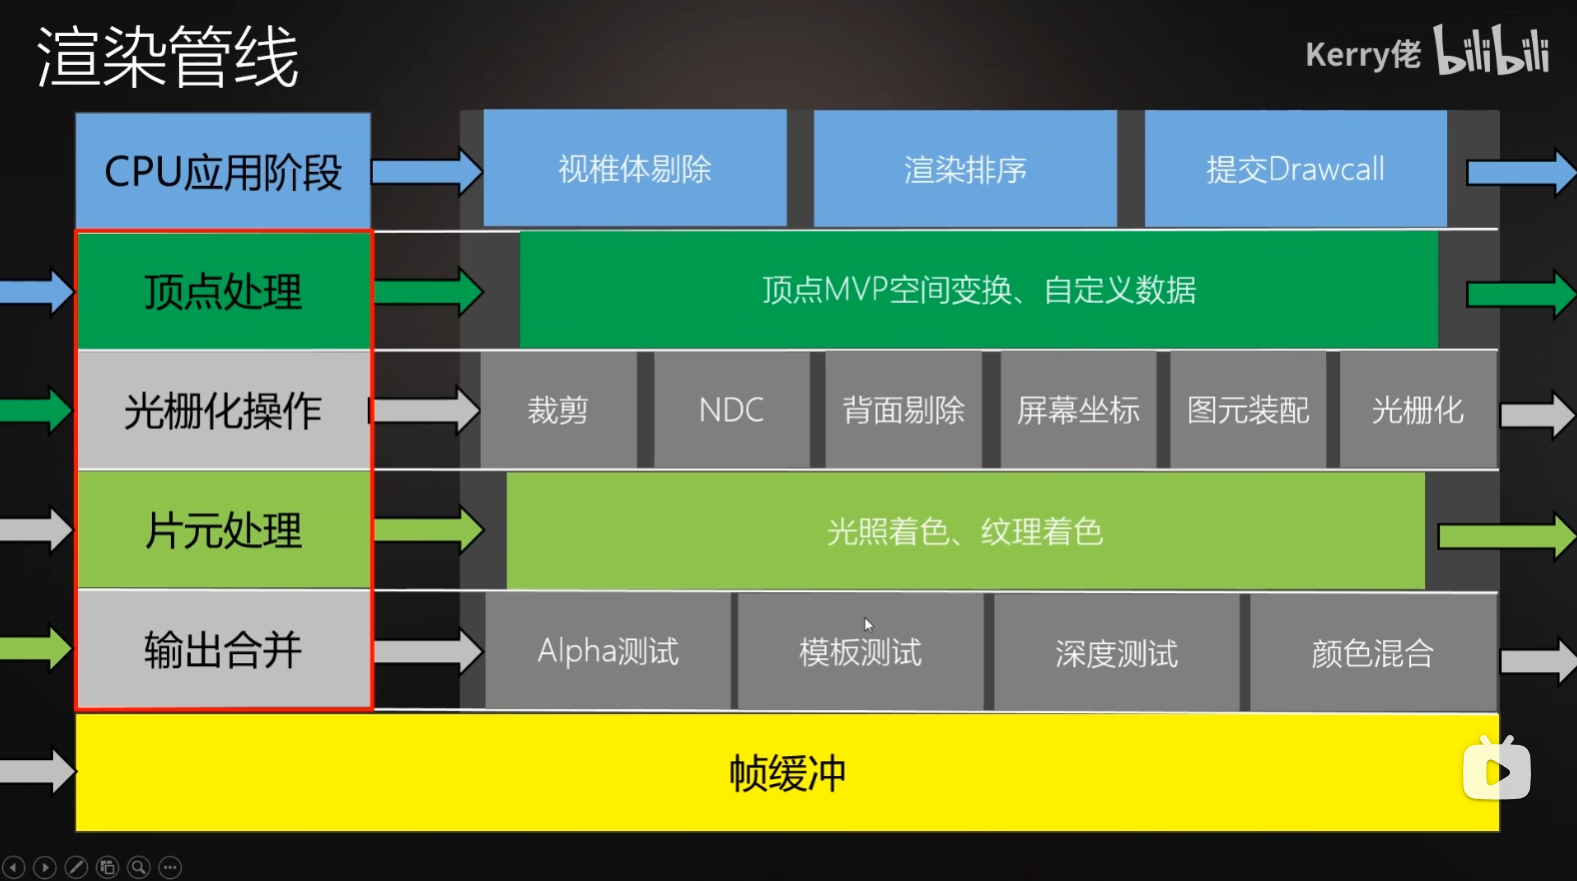 渲染管线
Kerry佬 bilibili
CPU应用阶段
视椎体剔除
渲染排序
提交Drawcall
顶点处理
顶点MVP空间变换、自定义数据
光栅化操作
裁剪
NDC
背面剔除
屏幕坐标
图元装配
光栅化
片元处理
光照着色、纹理着色
输出合并
Alpha测试
模板测试
深度测试
颜色混合
帧缓冲